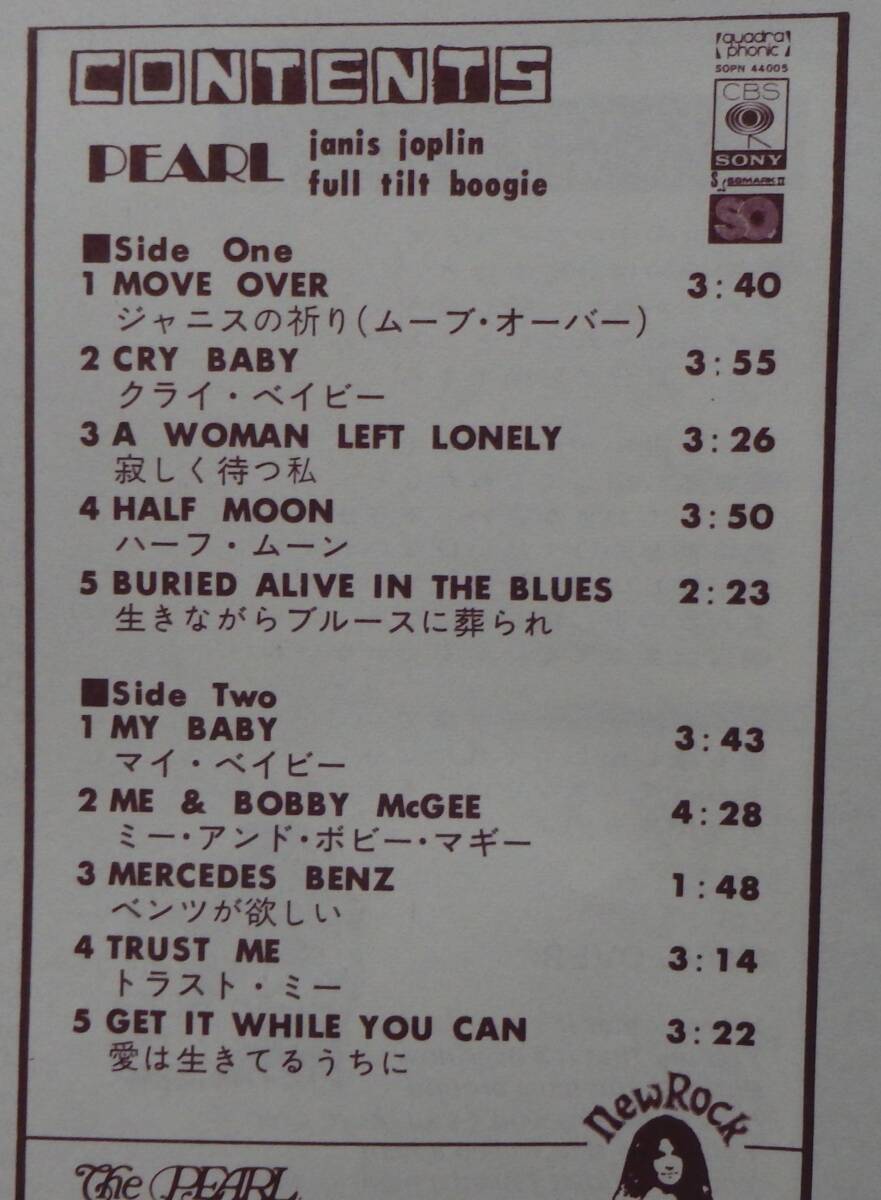 CONTENTS
quadra
phonic
SOPN 44005
CBS
SONY
SQ
PEARL janis joplin
full tilt boogie
■Side One
1 MOVE OVER 3:40
ジャニスの祈り(ムーブ・オーバー)
2 CRY BABY 3:55
クライ・ベイビー
3 A WOMAN LEFT LONELY 3:26
寂しく待つ私
4 HALF MOON 3:50
ハーフ・ムーン
5 BURIED ALIVE IN THE BLUES 2:23
生きながらブルースに葬られ
■Side Two
1 MY BABY 3:43
マイ・ベイビー
2 ME & BOBBY McGEE 4:28
ミー・アンド・ボビー・マギー
3 MERCEDES BENZ 1:48
ベンツが欲しい
4 TRUST ME 3:14
トラスト・ミー
5 GET IT WHILE YOU CAN 3:22
愛は生きてるうちに
New Rock
The PEARL